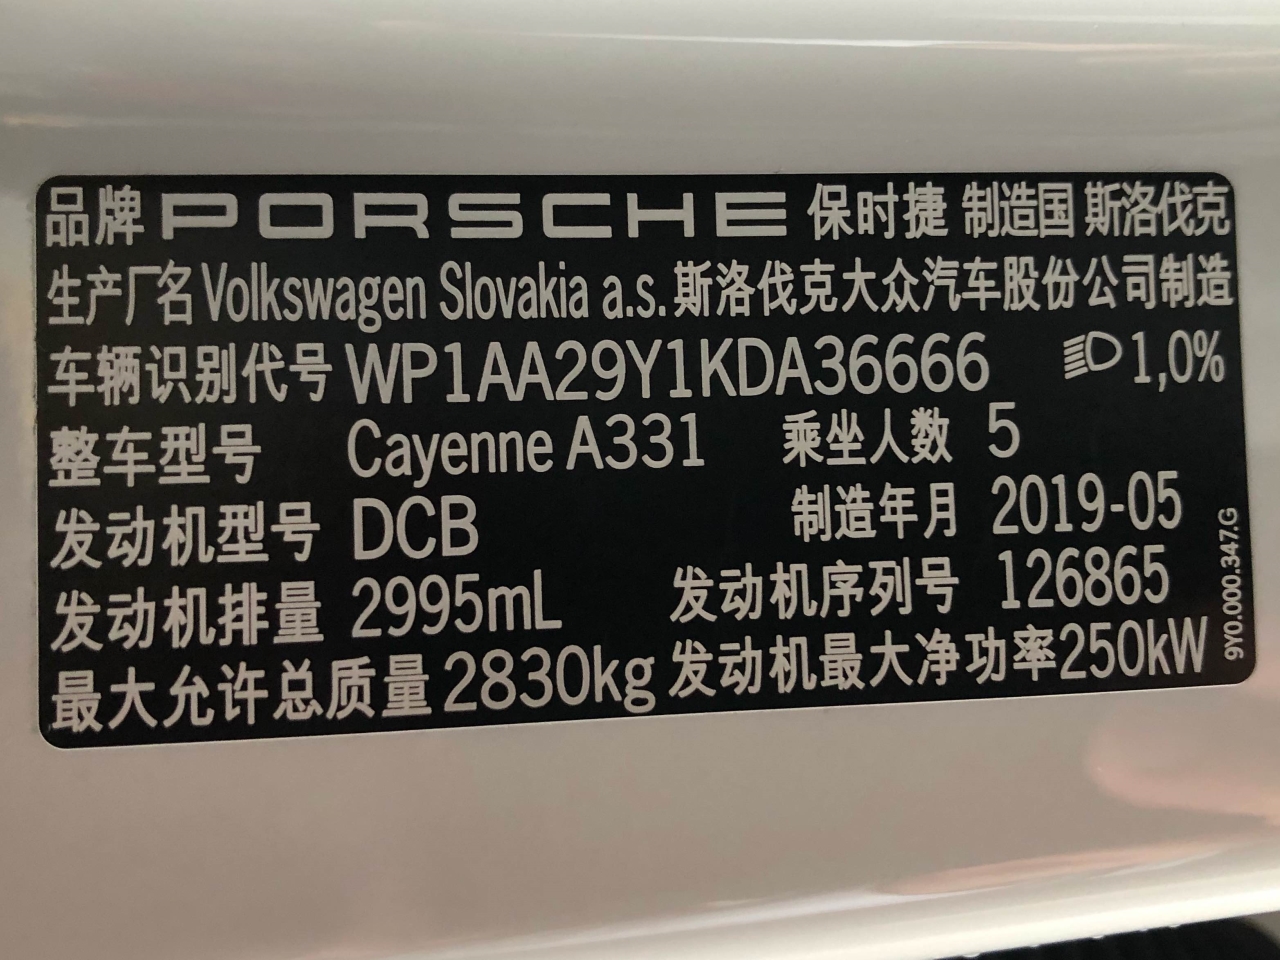 品牌 PORSCHE 保时捷 制造国 斯洛伐克
生产厂名 Volkswagen Slovakia a.s. 斯洛伐克大众汽车股份公司制造
车辆识别代号 WP1AA29Y1KDA36666 1,0%
整车型号 Cayenne A331 乘坐人数 5
发动机型号 DCB 制造年月 2019-05
发动机排量 2995mL 发动机序列号 126865
最大允许总质量 2830kg 发动机最大净功率 250kW
9Y0.000.347.G